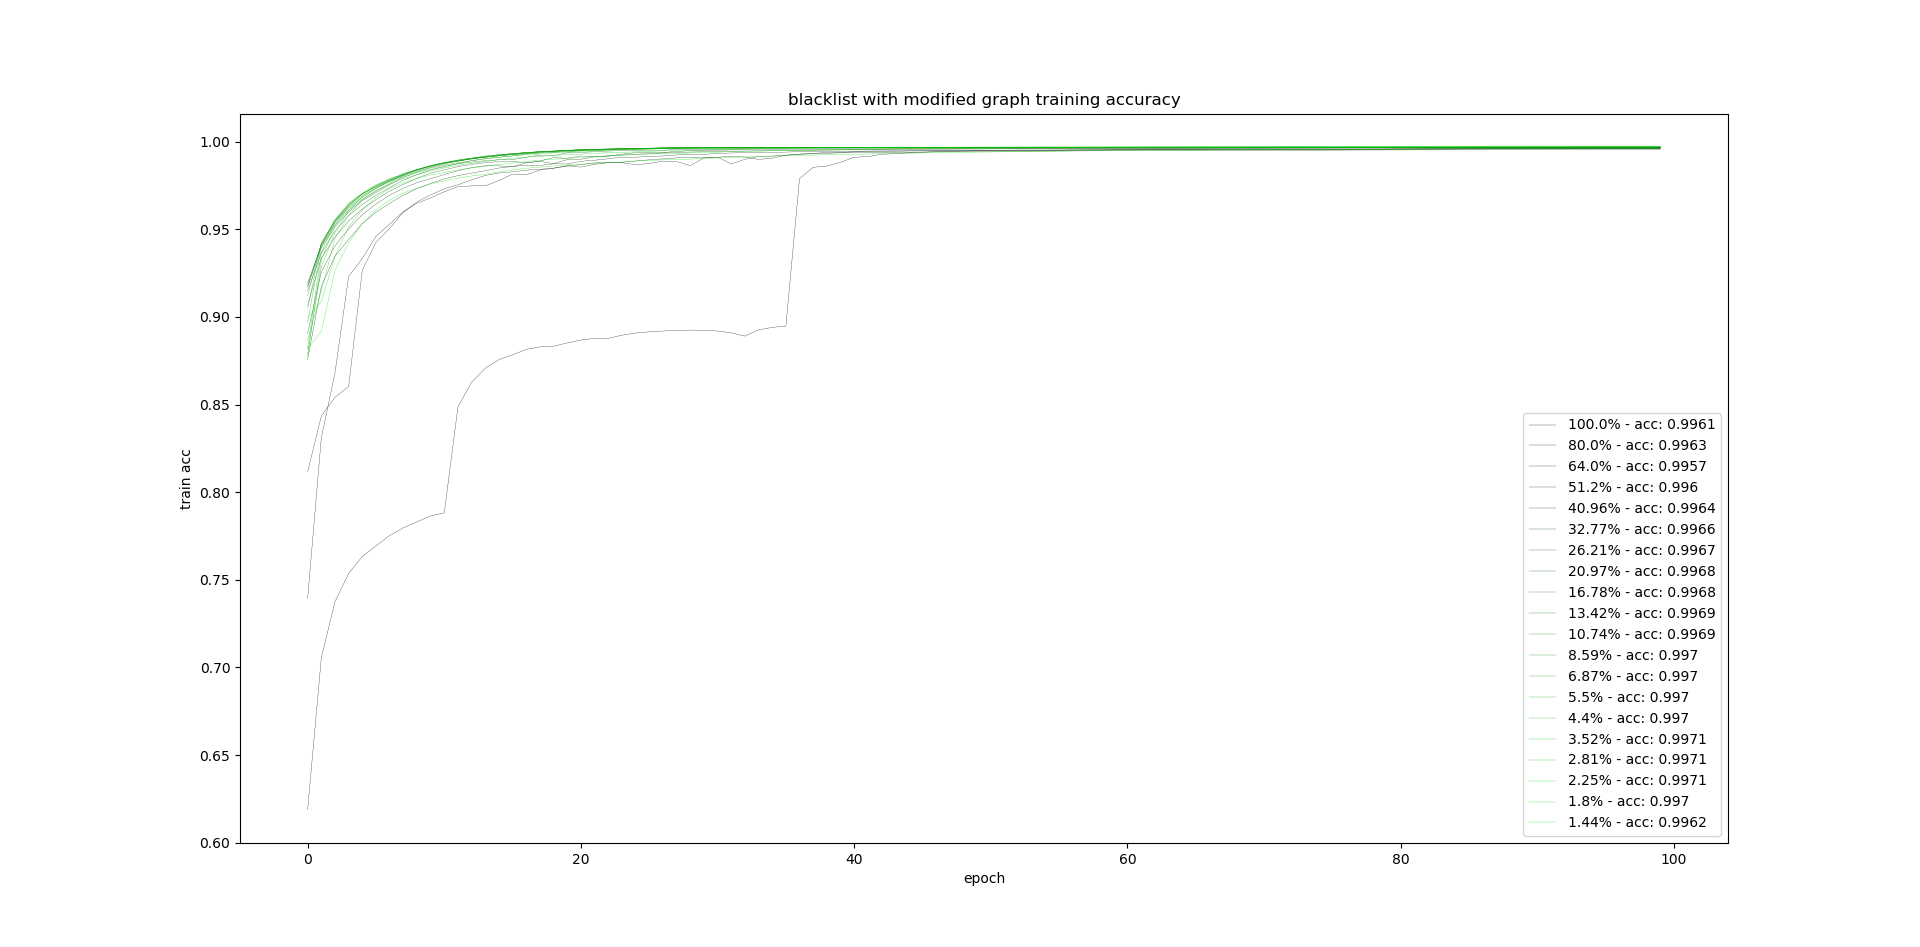 blacklist with modified graph training accuracy
1.00
0.95
0.90
0.85
0.80
0.75
0.70
0.65
0.60
train acc
0 20 40 60 80 100
epoch
100.0% - acc: 0.9961
80.0% - acc: 0.9963
64.0% - acc: 0.9957
51.2% - acc: 0.996
40.96% - acc: 0.9964
32.77% - acc: 0.9966
26.21% - acc: 0.9967
20.97% - acc: 0.9968
16.78% - acc: 0.9968
13.42% - acc: 0.9969
10.74% - acc: 0.9969
8.59% - acc: 0.997
6.87% - acc: 0.997
5.5% - acc: 0.997
4.4% - acc: 0.997
3.52% - acc: 0.9971
2.81% - acc: 0.9971
2.25% - acc: 0.9971
1.8% - acc: 0.997
1.44% - acc: 0.9962